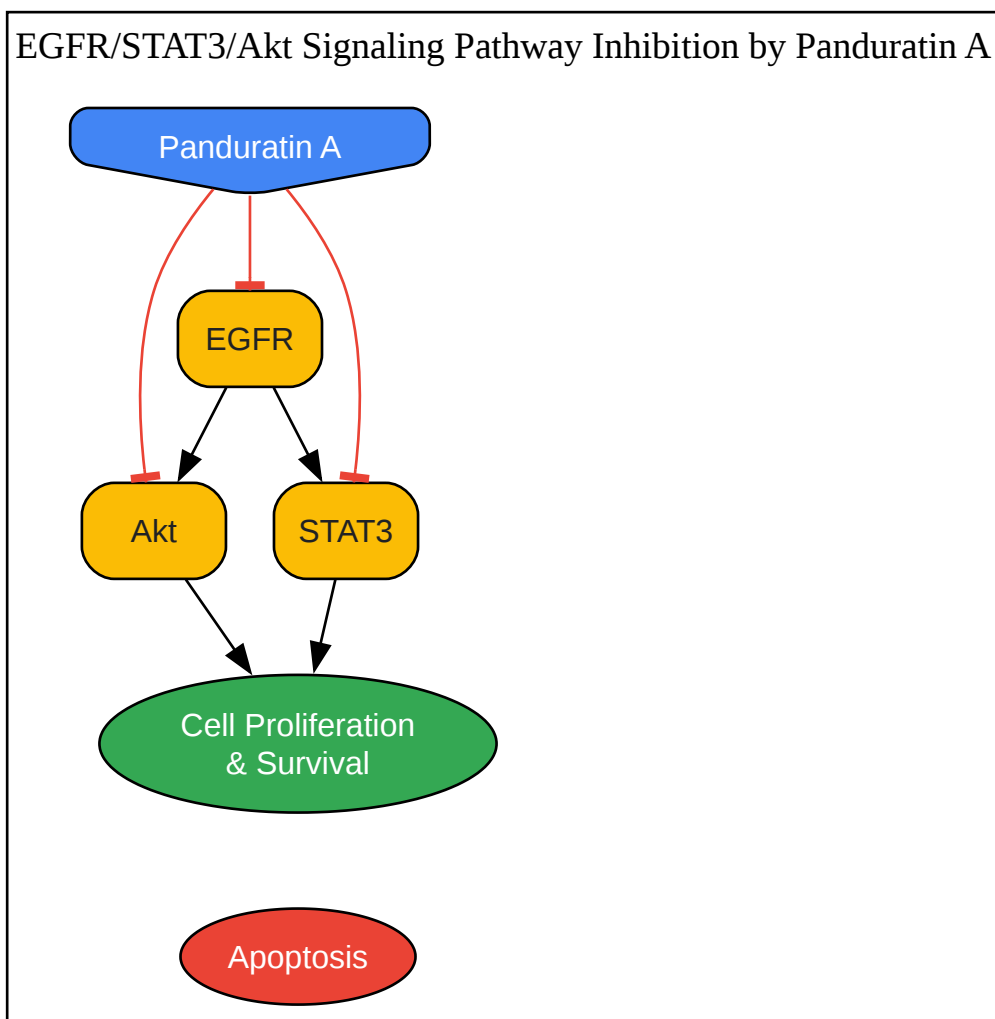 EGFR/STAT3/Akt Signaling Pathway Inhibition by Panduratin A
Panduratin A
EGFR
Akt
STAT3
Cell Proliferation
& Survival
Apoptosis